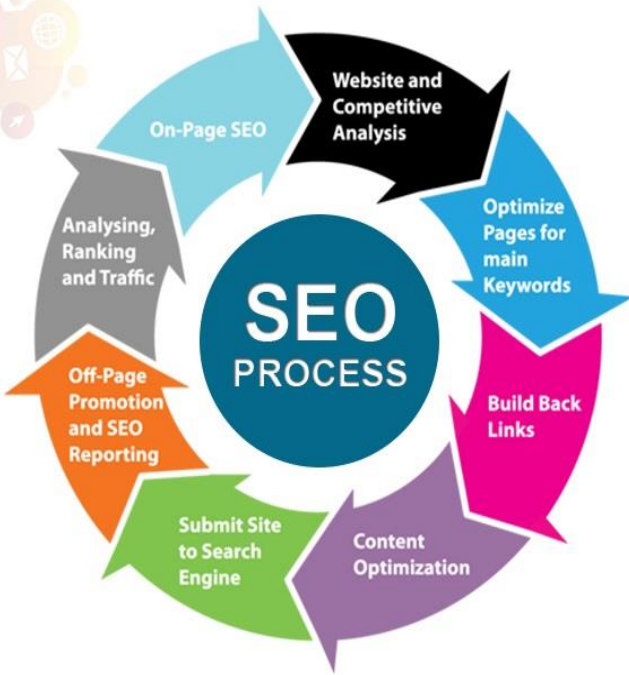 SEO
PROCESS
Website and
Competitive
Analysis
Optimize
Pages for
main
Keywords
Build Back
Links
Content
Optimization
Submit Site
to Search
Engine
Off-Page
Promotion
and SEO
Reporting
Analysing,
Ranking
and Traffic
On-Page SEO